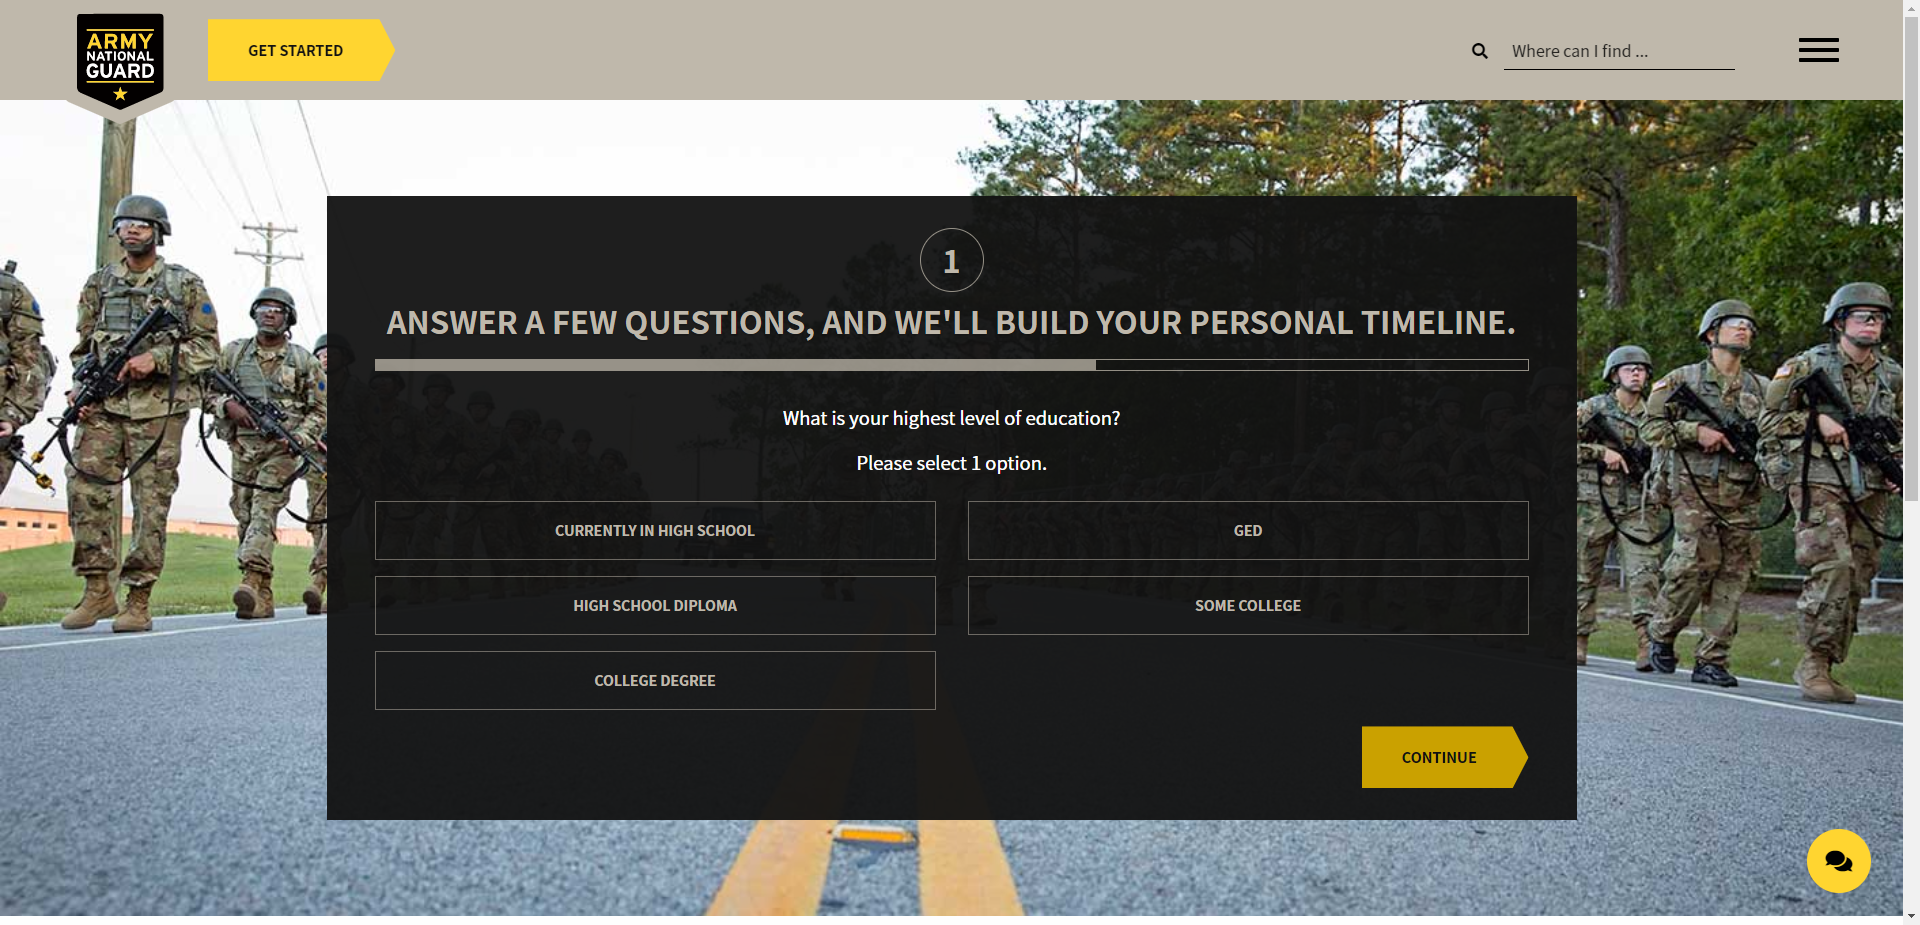 ARMY
NATIONAL
GUARD
GET STARTED
Where can I find ...
1
ANSWER A FEW QUESTIONS, AND WE'LL BUILD YOUR PERSONAL TIMELINE.
What is your highest level of education?
Please select 1 option.
CURRENTLY IN HIGH SCHOOL
GED
HIGH SCHOOL DIPLOMA
SOME COLLEGE
COLLEGE DEGREE
CONTINUE